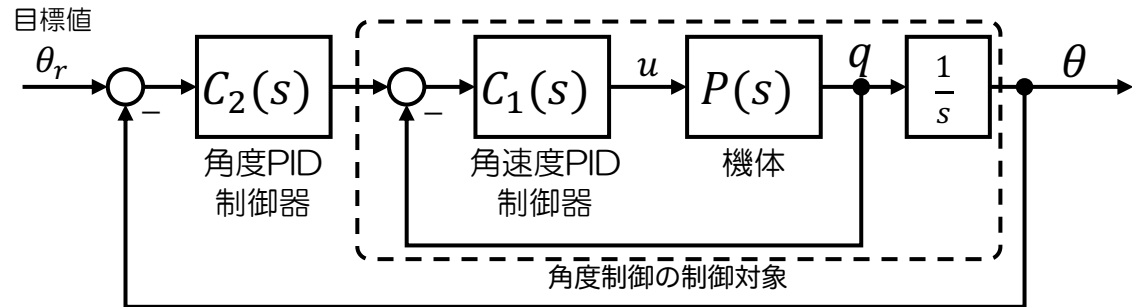 目標値
θ_r
−
C_2(s)
角度PID
制御器
−
C_1(s)
角速度PID
制御器
u
P(s)
機体
q
1/s
θ
角度制御の制御対象